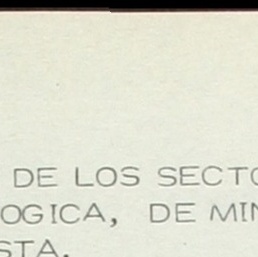 DE LOS SECTO
OGICA, DE MIN
STA.